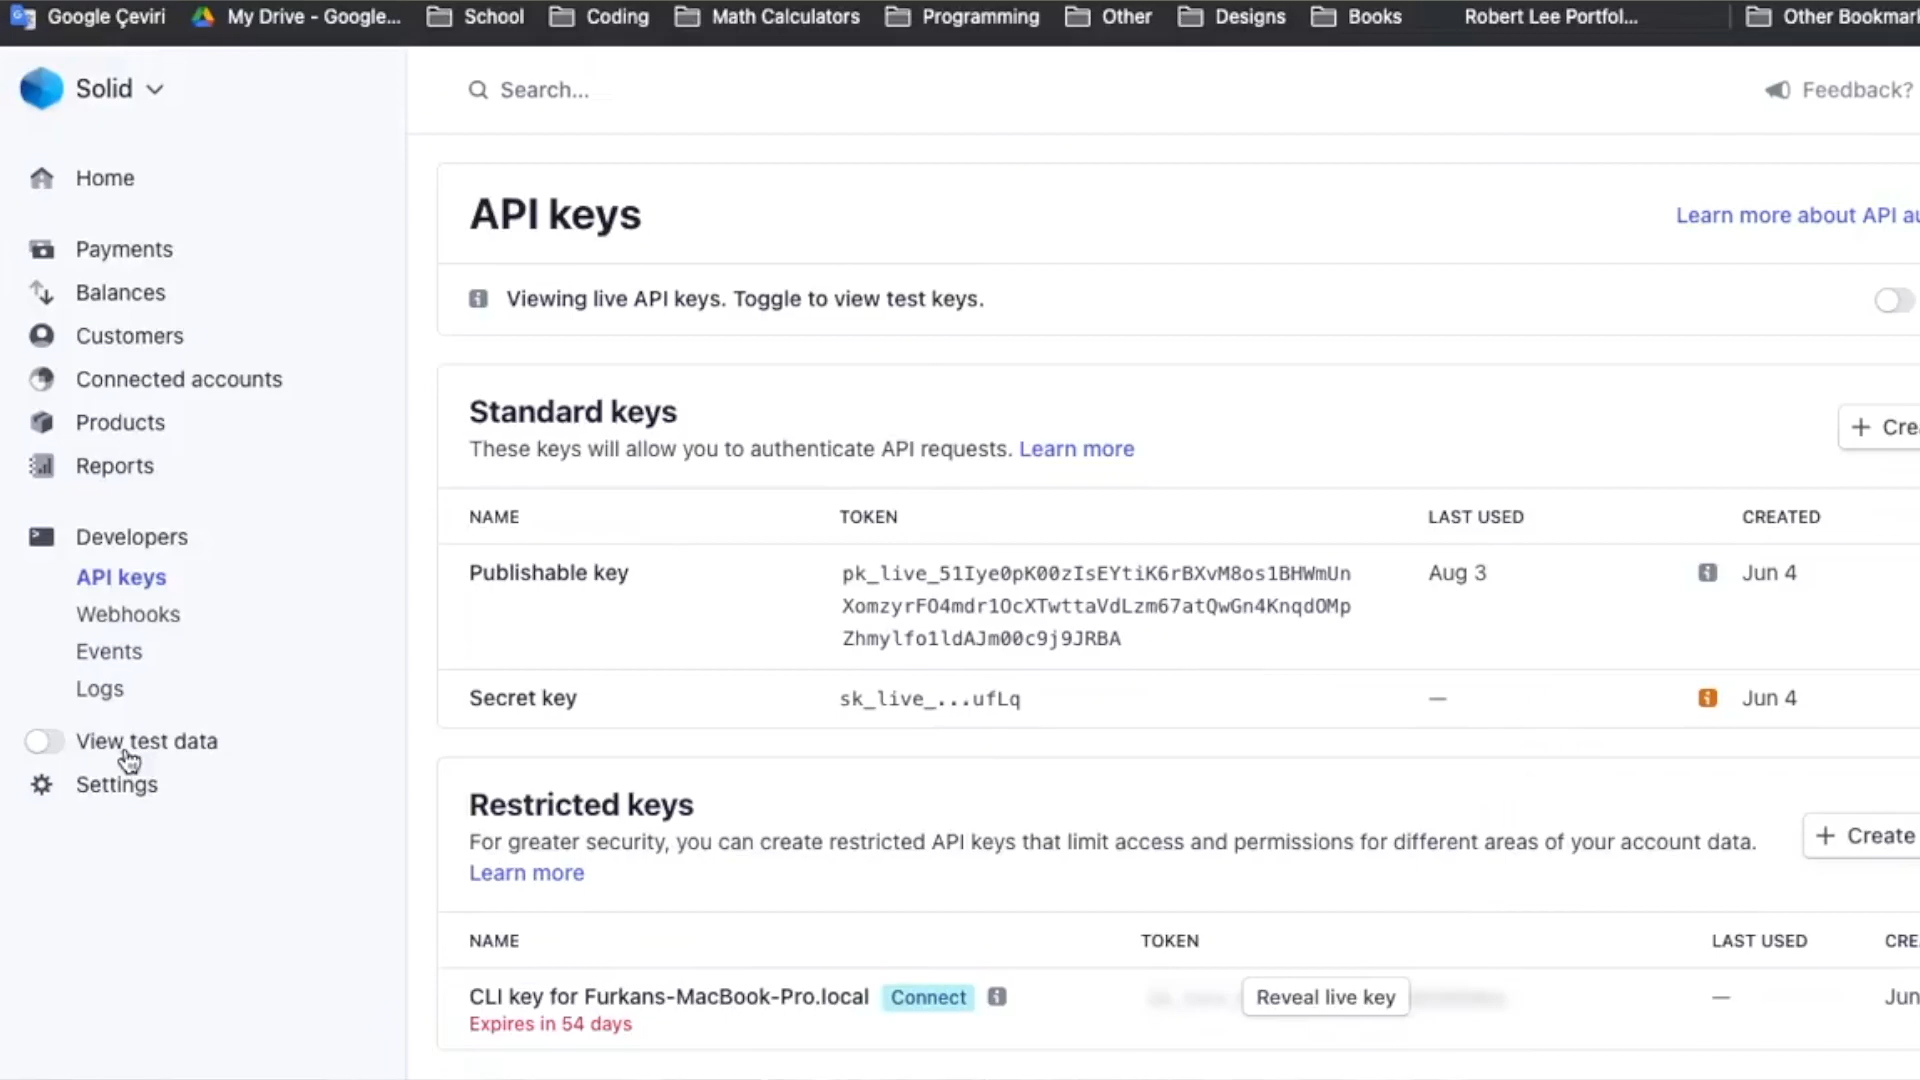 Google Çeviri My Drive - Google... School Coding Math Calculators Programming Other Designs Books Robert Lee Portfol... Other Bookmark
Solid
Search...
Feedback?
Home
Payments
Balances
Customers
Connected accounts
Products
Reports
Developers
API keys
Webhooks
Events
Logs
View test data
Settings
API keys
Learn more about API au
Viewing live API keys. Toggle to view test keys.
Standard keys
These keys will allow you to authenticate API requests. Learn more
+ Crea
NAME TOKEN LAST USED CREATED
Publishable key pk_live_51Iye0pK00zIsEYtiK6rBXvM8os1BHWmUn Aug 3 Jun 4
XomzyrFO4mdr1OcXTwttaVdLzm67atQwGn4KnqdOMp
Zhmylfo1ldAJm00c9j9JRBA
Secret key sk_live_...ufLq — Jun 4
Restricted keys
For greater security, you can create restricted API keys that limit access and permissions for different areas of your account data.
Learn more
+ Create
NAME TOKEN LAST USED CRE
CLI key for Furkans-MacBook-Pro.local Connect Reveal live key — Jun
Expires in 54 days